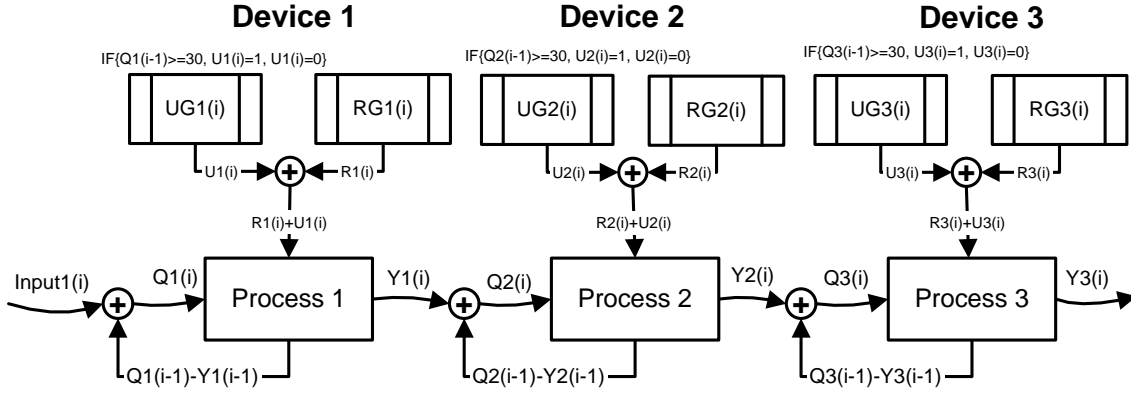 Device 1
Device 2
Device 3
IF{Q1(i-1)>=30, U1(i)=1, U1(i)=0}
IF{Q2(i-1)>=30, U2(i)=1, U2(i)=0}
IF{Q3(i-1)>=30, U3(i)=1, U3(i)=0}
UG1(i)
RG1(i)
UG2(i)
RG2(i)
UG3(i)
RG3(i)
U1(i)
+
R1(i)
U2(i)
+
R2(i)
U3(i)
+
R3(i)
R1(i)+U1(i)
R2(i)+U2(i)
R3(i)+U3(i)
Input1(i)
+
Q1(i)
Process 1
Y1(i)
+
Q2(i)
Process 2
Y2(i)
+
Q3(i)
Process 3
Y3(i)
Q1(i-1)-Y1(i-1)
Q2(i-1)-Y2(i-1)
Q3(i-1)-Y3(i-1)